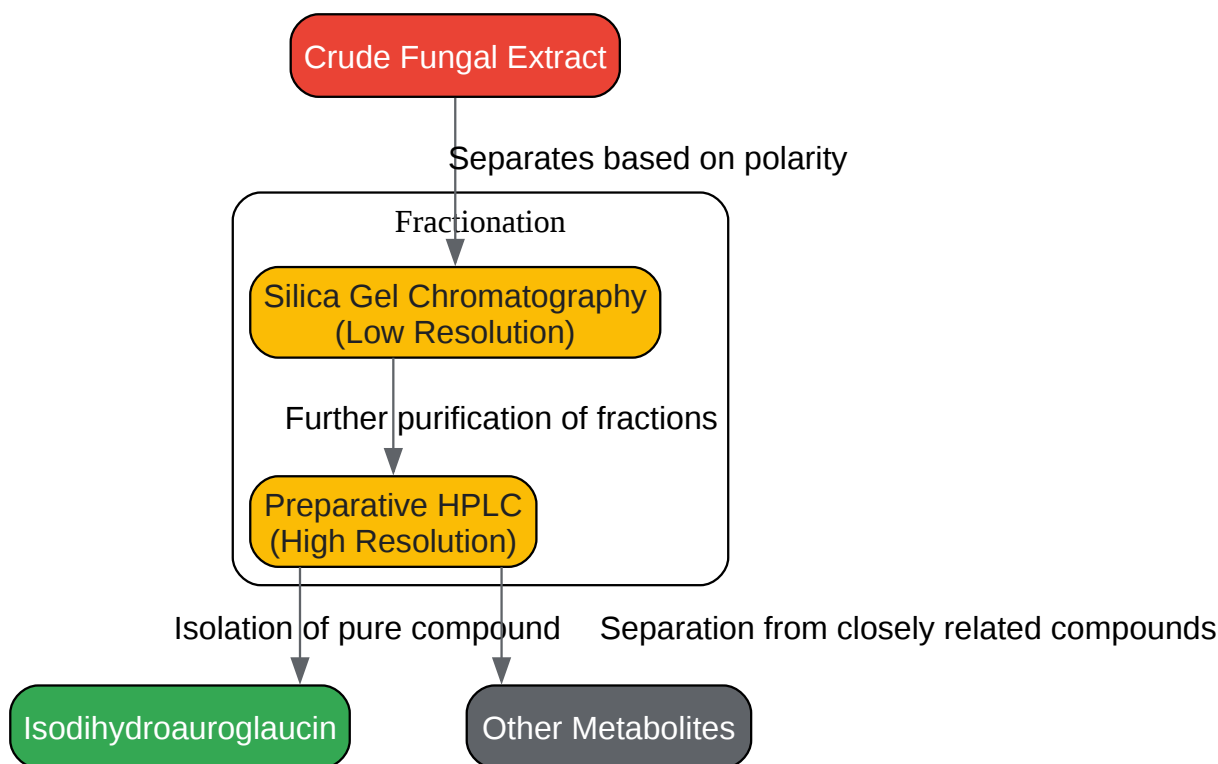 Crude Fungal Extract
Separates based on polarity
Fractionation
Silica Gel Chromatography
(Low Resolution)
Further purification of fractions
Preparative HPLC
(High Resolution)
Isolation of pure compound
Separation from closely related compounds
Isodihydroauroglaucin
Other Metabolites